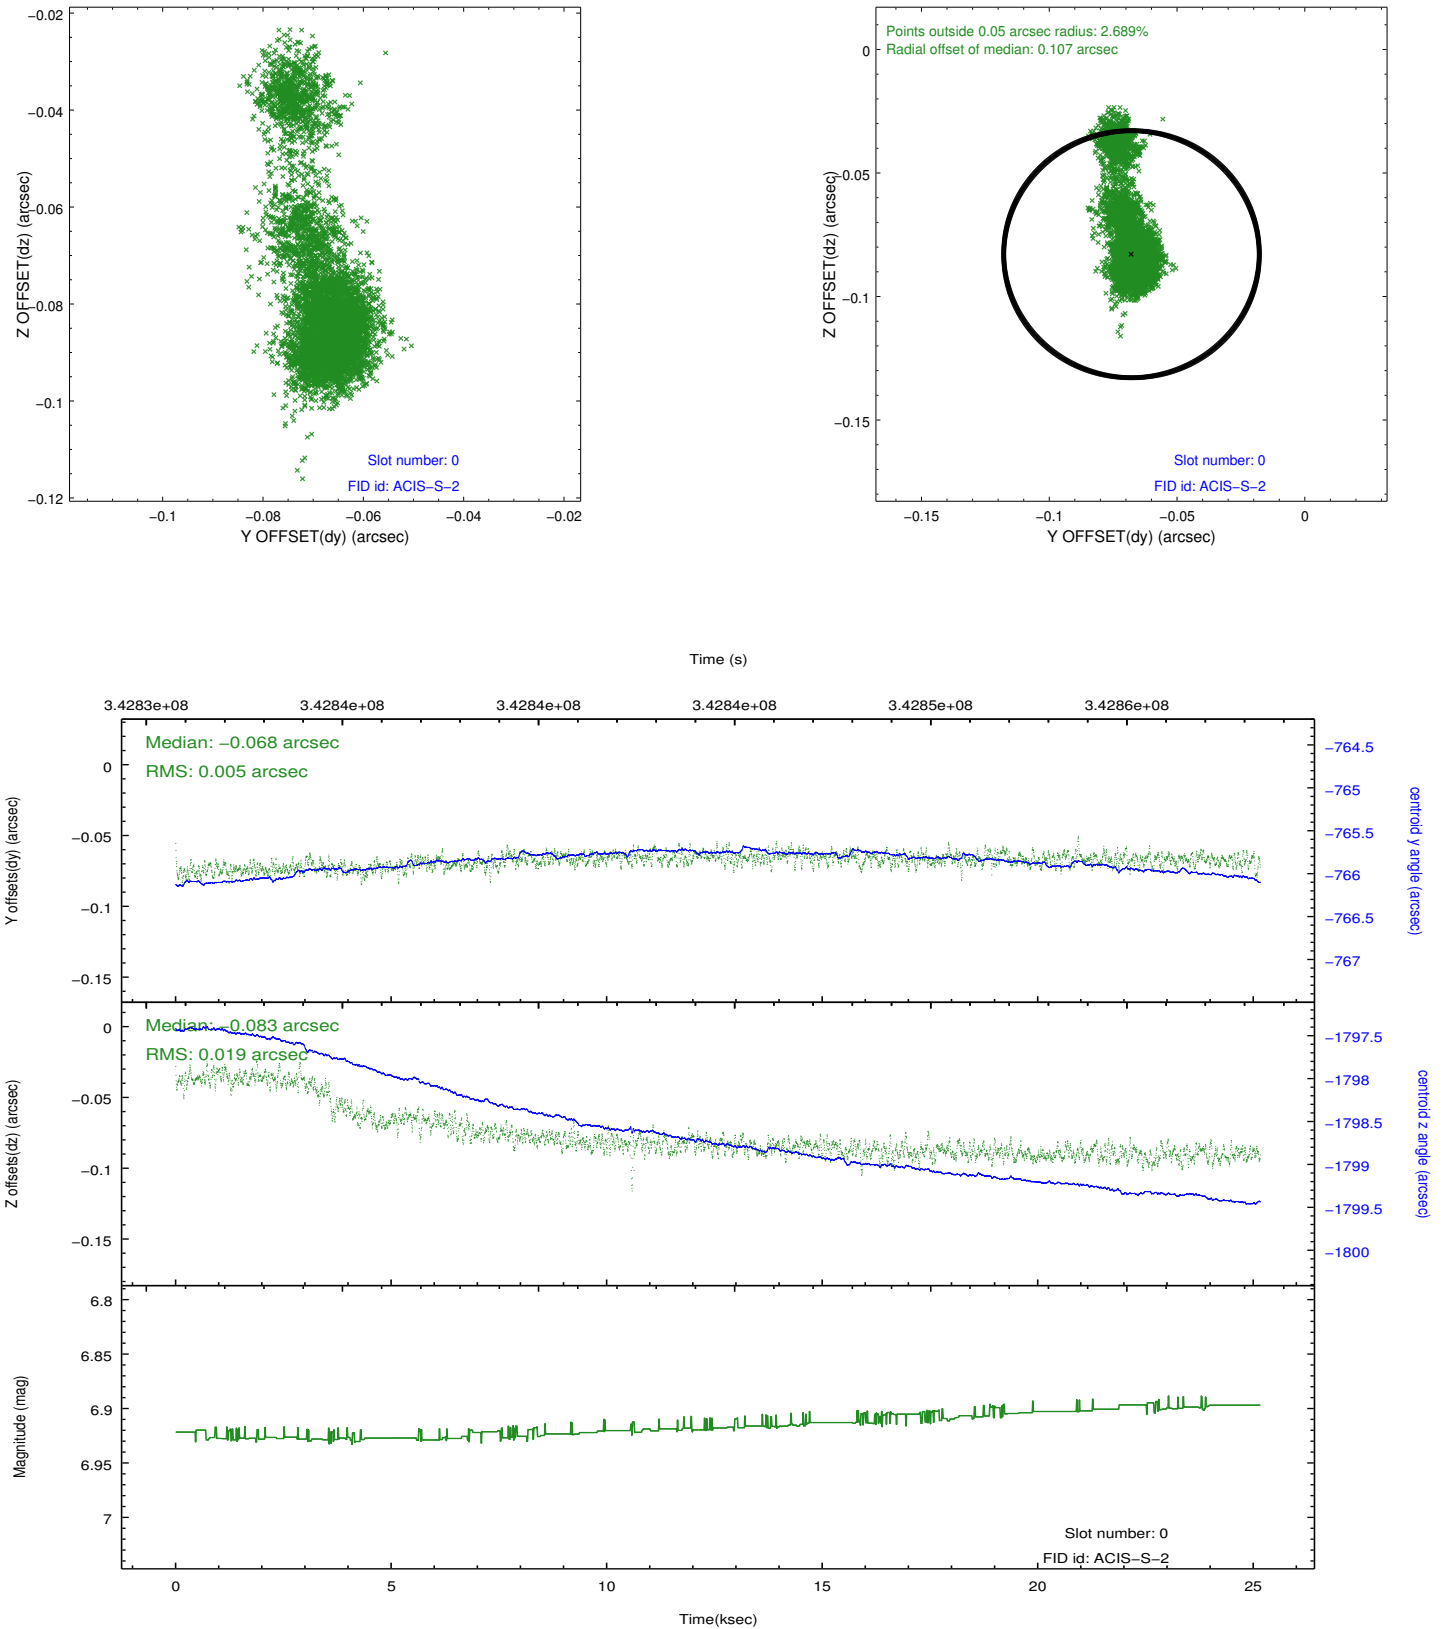 −0.02
−0.04
−0.06
−0.08
−0.1
−0.12
Z OFFSET(dz) (arcsec)
Slot number: 0
FID id: ACIS−S−2
−0.1
−0.08
−0.06
−0.04
−0.02
Y OFFSET(dy) (arcsec)
Points outside 0.05 arcsec radius: 2.689%
Radial offset of median: 0.107 arcsec
0
−0.05
−0.1
−0.15
Z OFFSET(dz) (arcsec)
Slot number: 0
FID id: ACIS−S−2
−0.15
−0.1
−0.05
0
Y OFFSET(dy) (arcsec)
Time (s)
3.4283e+08
3.4284e+08
3.4284e+08
3.4284e+08
3.4285e+08
3.4286e+08
Median: −0.068 arcsec
RMS: 0.005 arcsec
0
−0.05
−0.1
−0.15
Y offsets(dy) (arcsec)
−764.5
−765
−765.5
−766
−766.5
−767
centroid y angle (arcsec)
Median: −0.083 arcsec
RMS: 0.019 arcsec
0
−0.05
−0.1
−0.15
Z offsets(dz) (arcsec)
−1797.5
−1798
−1798.5
−1799
−1799.5
−1800
centroid z angle (arcsec)
6.8
6.85
6.9
6.95
7
Magnitude (mag)
Slot number: 0
FID id: ACIS−S−2
0
5
10
15
20
25
Time(ksec)